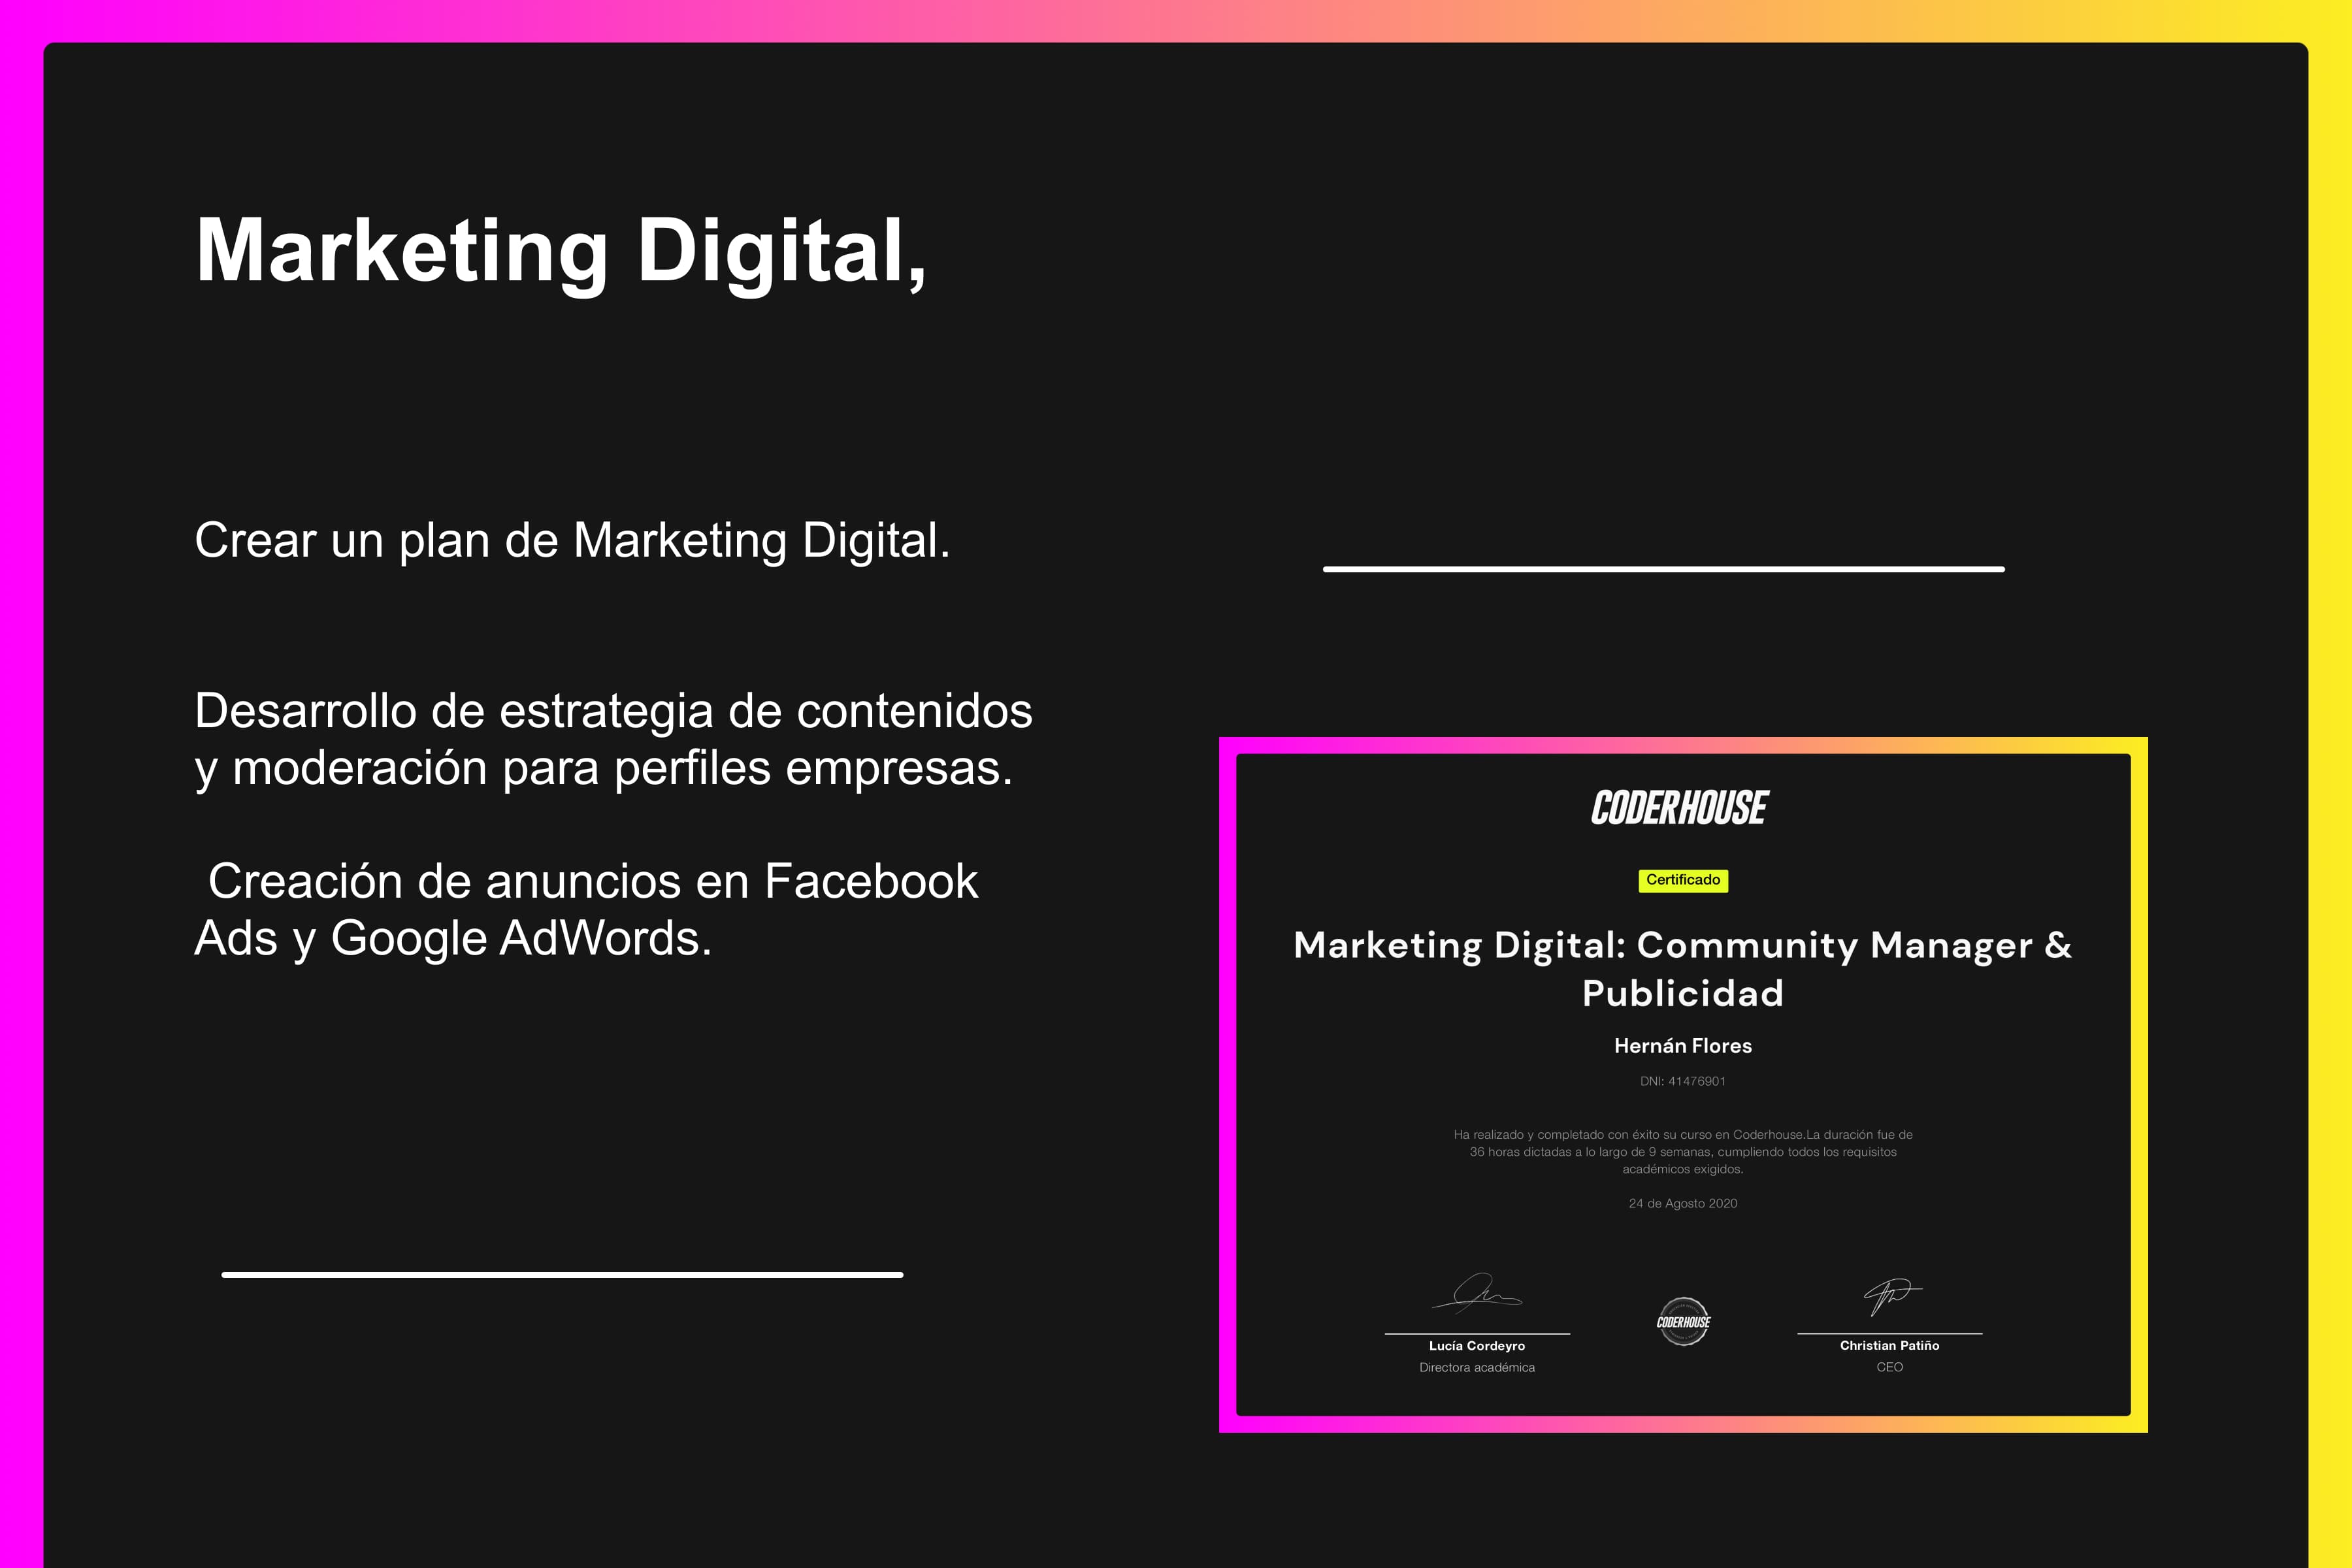 Marketing Digital,
Crear un plan de Marketing Digital.
Desarrollo de estrategia de contenidos
y moderación para perfiles empresas.
Creación de anuncios en Facebook
Ads y Google AdWords.
CODERHOUSE
Certificado
Marketing Digital: Community Manager &
Publicidad
Hernán Flores
DNI: 41476901
Ha realizado y completado con éxito su curso en Coderhouse.La duración fue de
36 horas dictadas a lo largo de 9 semanas, cumpliendo todos los requisitos
académicos exigidos.
24 de Agosto 2020
Lucía Cordeyro
Directora académica
CODERHOUSE
Christian Patiño
CEO